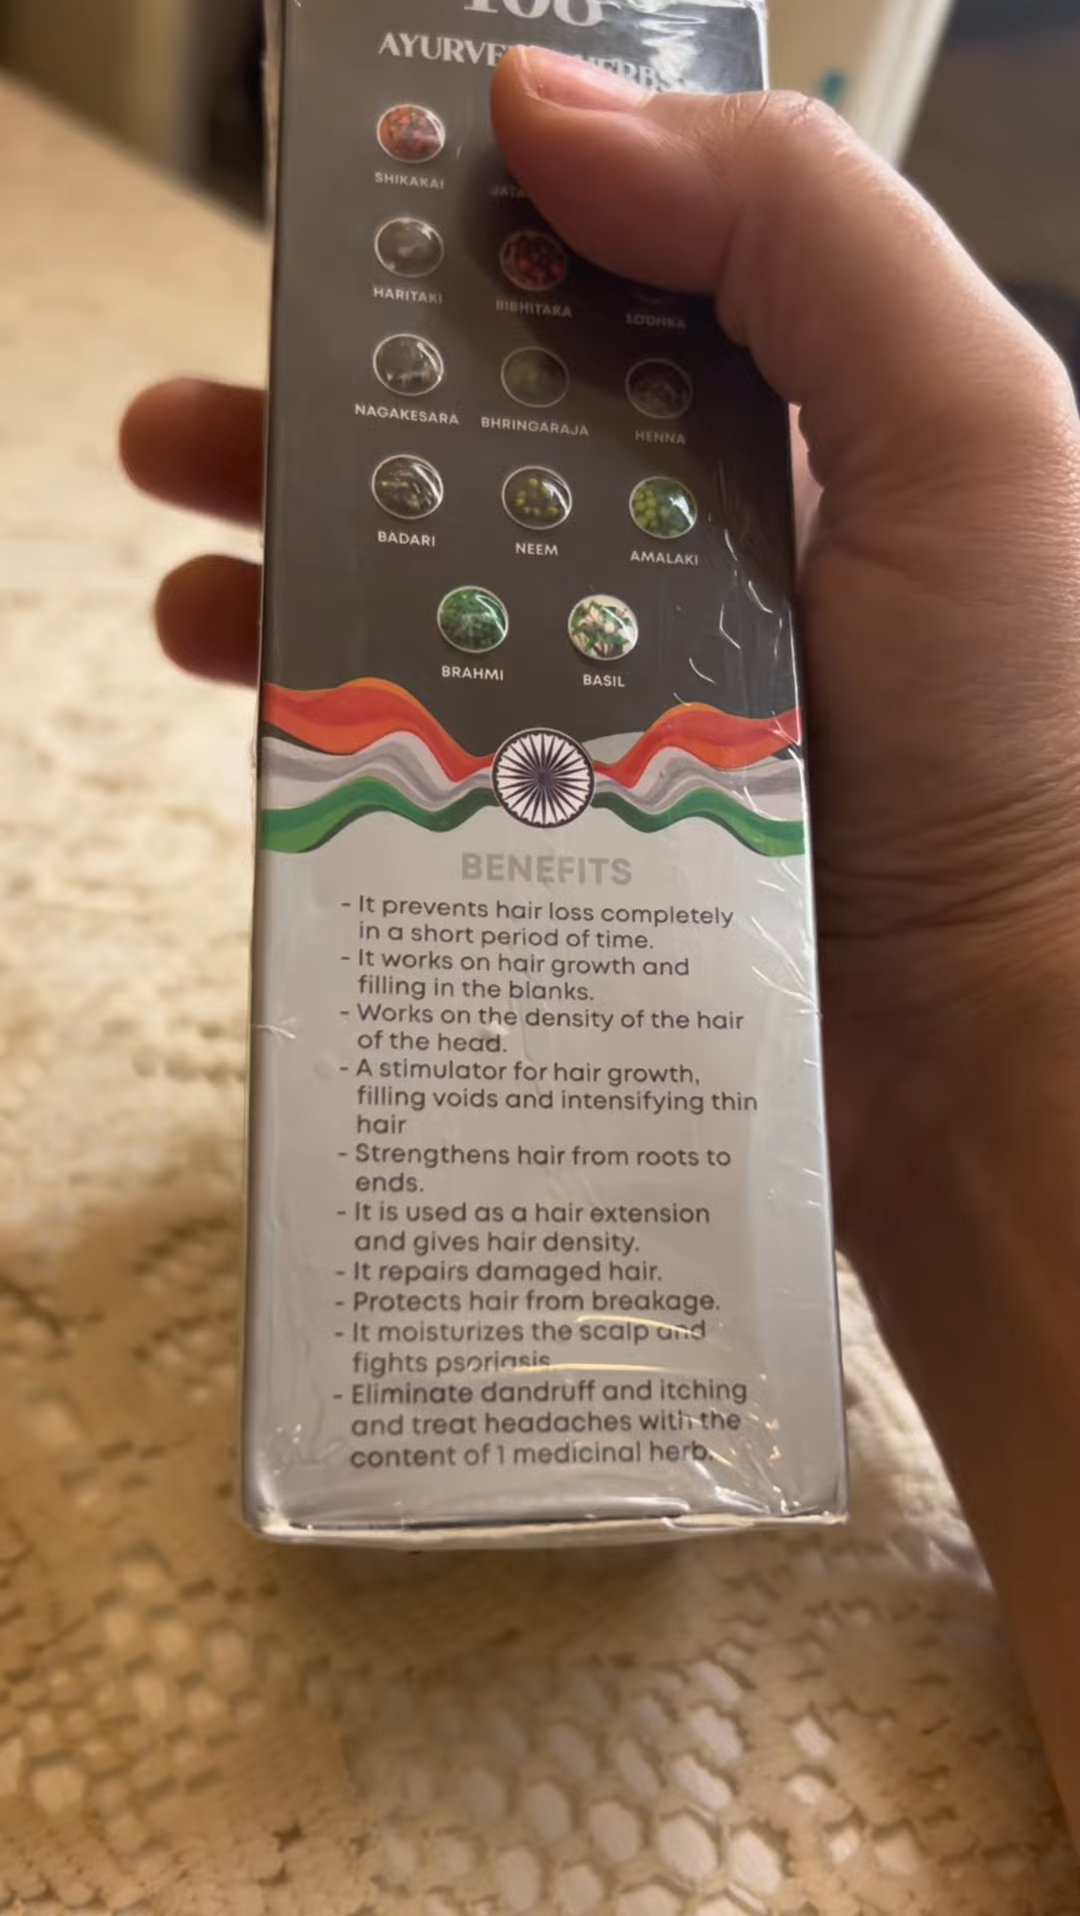 108
SHIKAKAI
HARITAKI BIBHITAKA LODHRA
NAGAKESARA BHRINGARAJA HENNA
BADARI NEEM AMALAKI
BRAHMI BASIL
BENEFITS
- It prevents hair loss completely
in a short period of time.
- It works on hair growth and
filling in the blanks.
- Works on the density of the hair
of the head.
- A stimulator for hair growth,
filling voids and intensifying thin
hair
- Strengthens hair from roots to
ends.
- It is used as a hair extension
and gives hair density.
- It repairs damaged hair.
- Protects hair from breakage.
- It moisturizes the scalp and
fights psoriasis.
- Eliminate dandruff and itching
and treat headaches with the
content of 1 medicinal herb.